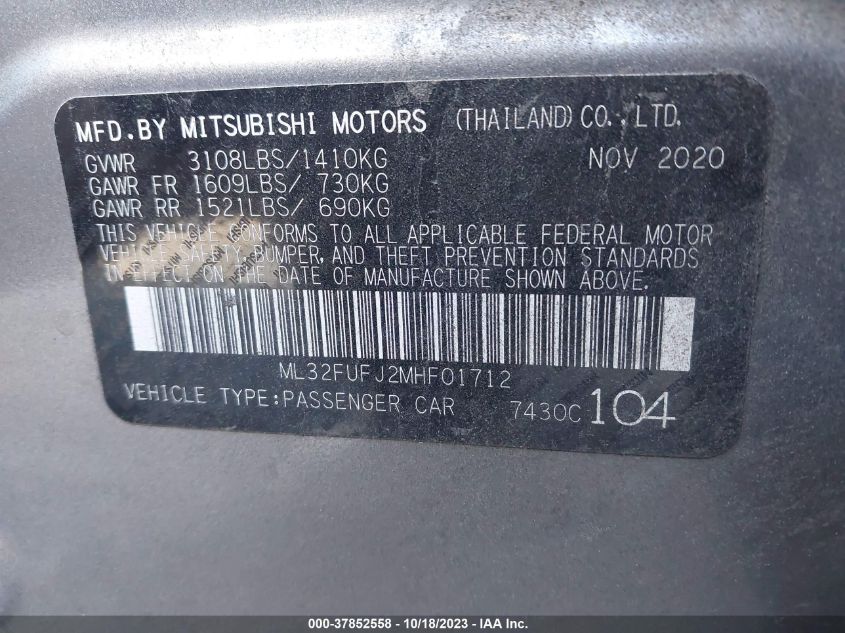 MFD.BY MITSUBISHI MOTORS (THAILAND) CO., LTD.
GVWR 3108LBS/1410KG NOV 2020
GAWR FR 1609LBS/ 730KG
GAWR RR 1521LBS/ 690KG
THIS VEHICLE CONFORMS TO ALL APPLICABLE FEDERAL MOTOR
VEHICLE SAFETY, BUMPER, AND THEFT PREVENTION STANDARDS
IN EFFECT ON THE DATE OF MANUFACTURE SHOWN ABOVE.
ML32FUFJ2MHF01712
VEHICLE TYPE:PASSENGER CAR 7430C 104
000-37852558 | 10/18/2023 - Copyright © IAA, LLC.